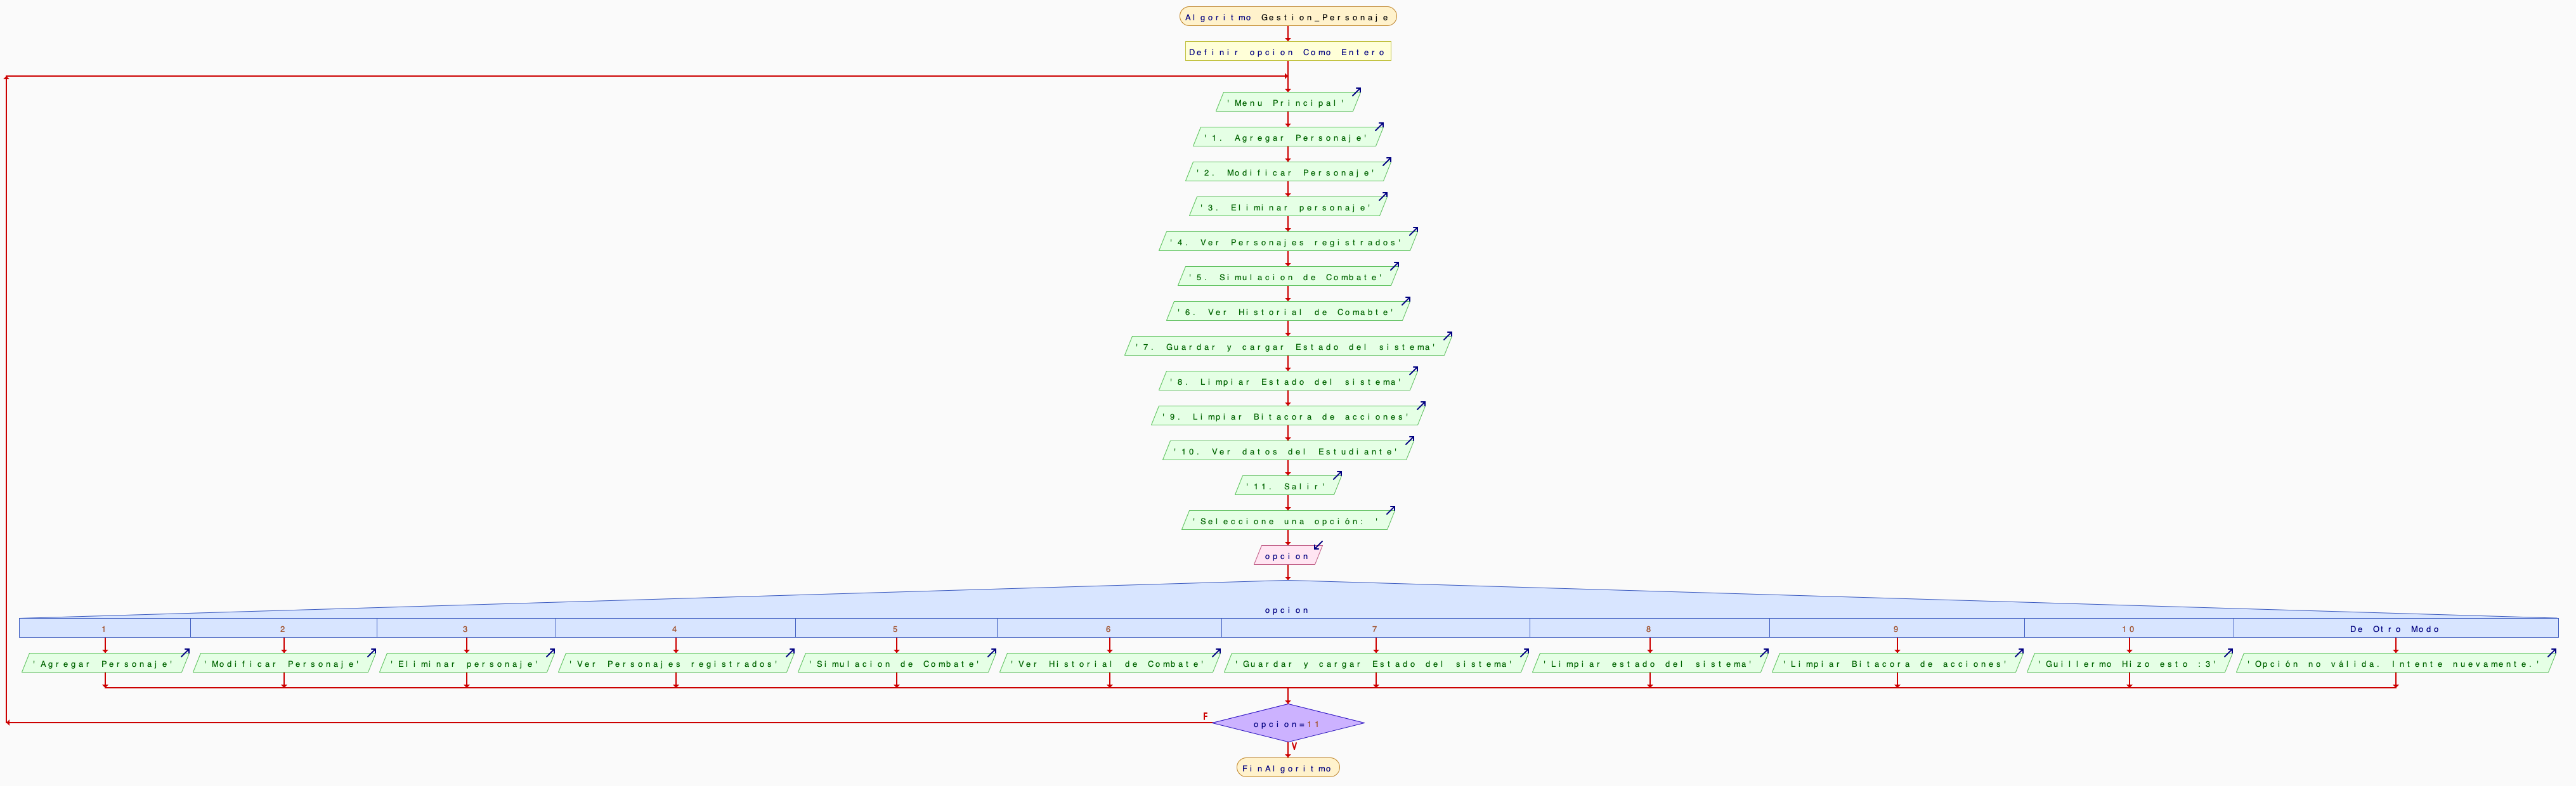 Algoritmo Gestion_Personaje
Definir opcion Como Entero
'Menu Principal'
'1. Agregar Personaje'
'2. Modificar Personaje'
'3. Eliminar personaje'
'4. Ver Personajes registrados'
'5. Simulacion de Combate'
'6. Ver Historial de Comabte'
'7. Guardar y cargar Estado del sistema'
'8. Limpiar Estado del sistema'
'9. Limpiar Bitacora de acciones'
'10. Ver datos del Estudiante'
'11. Salir'
'Seleccione una opción: '
opcion
opcion
1 2 3 4 5 6 7 8 9 10 De Otro Modo
'Agregar Personaje' 'Modificar Personaje' 'Eliminar personaje' 'Ver Personajes registrados' 'Simulacion de Combate' 'Ver Historial de Combate' 'Guardar y cargar Estado del sistema' 'Limpiar estado del sistema' 'Limpiar Bitacora de acciones' 'Guillermo Hizo esto :3' 'Opción no válida. Intente nuevamente.'
F
opcion=11
V
FinAlgoritmo